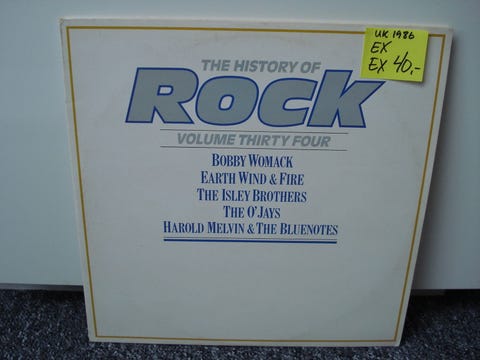 THE HISTORY OF
ROCK
VOLUME THIRTY FOUR
BOBBY WOMACK
EARTH WIND & FIRE
THE ISLEY BROTHERS
THE O'JAYS
HAROLD MELVIN & THE BLUENOTES
UK 1986
EX
EX 40,-